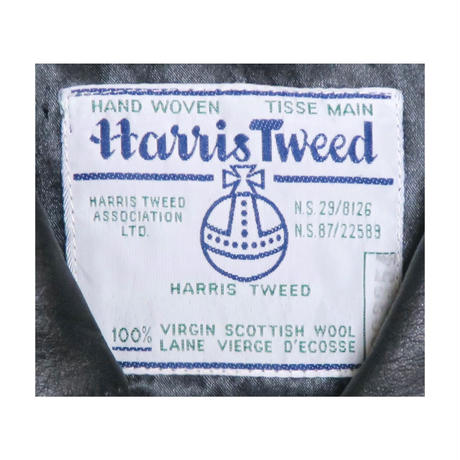 HAND WOVEN TISSE MAIN
Harris Tweed
HARRIS TWEED
ASSOCIATION
LTD.
N.S. 29/8126
N.S. 87/22589
HARRIS TWEED
100% VIRGIN SCOTTISH WOOL
LAINE VIERGE D'ECOSSE